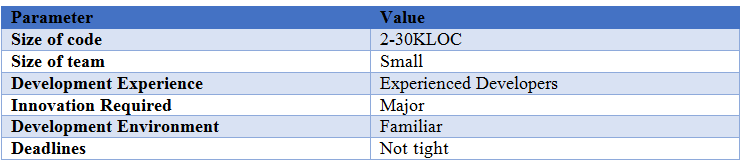 Parameter Value
Size of code 2-30KLOC
Size of team Small
Development Experience Experienced Developers
Innovation Required Major
Development Environment Familiar
Deadlines Not tight